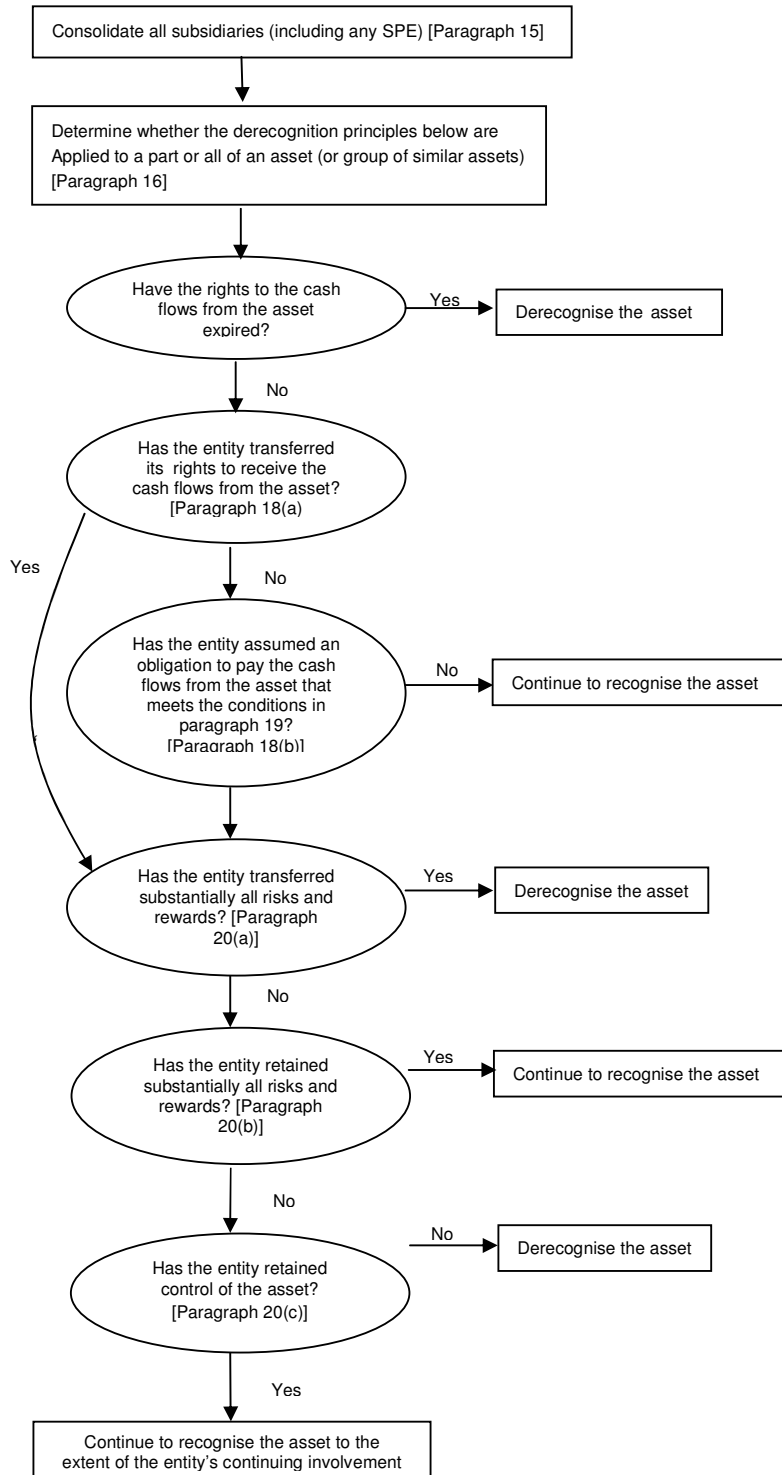 Consolidate all subsidiaries (including any SPE) [Paragraph 15]
Determine whether the derecognition principles below are
Applied to a part or all of an asset (or group of similar assets)
[Paragraph 16]
Have the rights to the cash
flows from the asset
expired?
Yes
Derecognise the asset
No
Has the entity transferred
its rights to receive the
cash flows from the asset?
[Paragraph 18(a)
Yes
No
Has the entity assumed an
obligation to pay the cash
flows from the asset that
meets the conditions in
paragraph 19?
[Paragraph 18(b)]
No
Continue to recognise the asset
Has the entity transferred
substantially all risks and
rewards? [Paragraph
20(a)]
Yes
Derecognise the asset
No
Has the entity retained
substantially all risks and
rewards? [Paragraph
20(b)]
Yes
Continue to recognise the asset
No
Has the entity retained
control of the asset?
[Paragraph 20(c)]
No
Derecognise the asset
Yes
Continue to recognise the asset to the
extent of the entity's continuing involvement